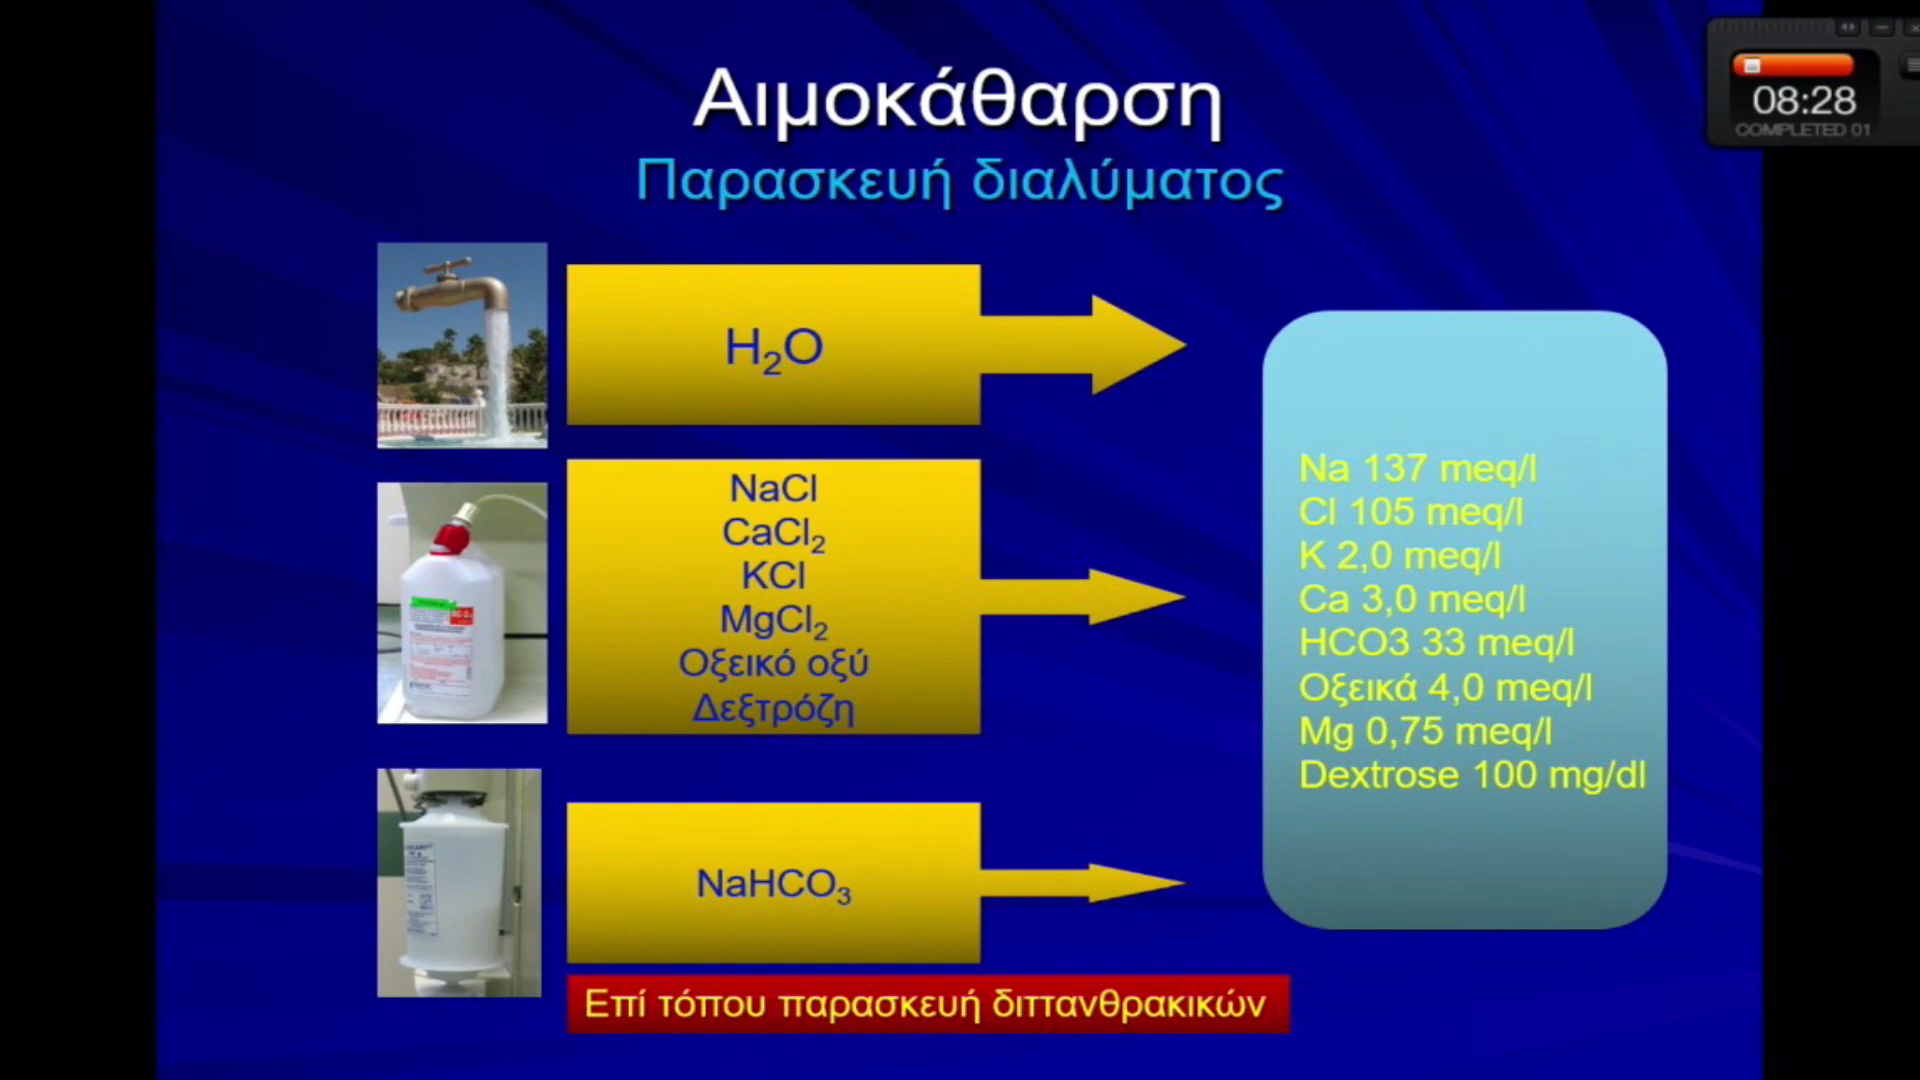 Αιμοκάθαρση
Παρασκευή διαλύματος
08:28
COMPLETED 01
H₂O
NaCl
CaCl₂
KCl
MgCl₂
Οξεικό οξύ
Δεξτρόζη
NaHCO₃
Επί τόπου παρασκευή διττανθρακικών
Na 137 meq/l
Cl 105 meq/l
K 2,0 meq/l
Ca 3,0 meq/l
HCO3 33 meq/l
Οξεικά 4,0 meq/l
Mg 0,75 meq/l
Dextrose 100 mg/dl